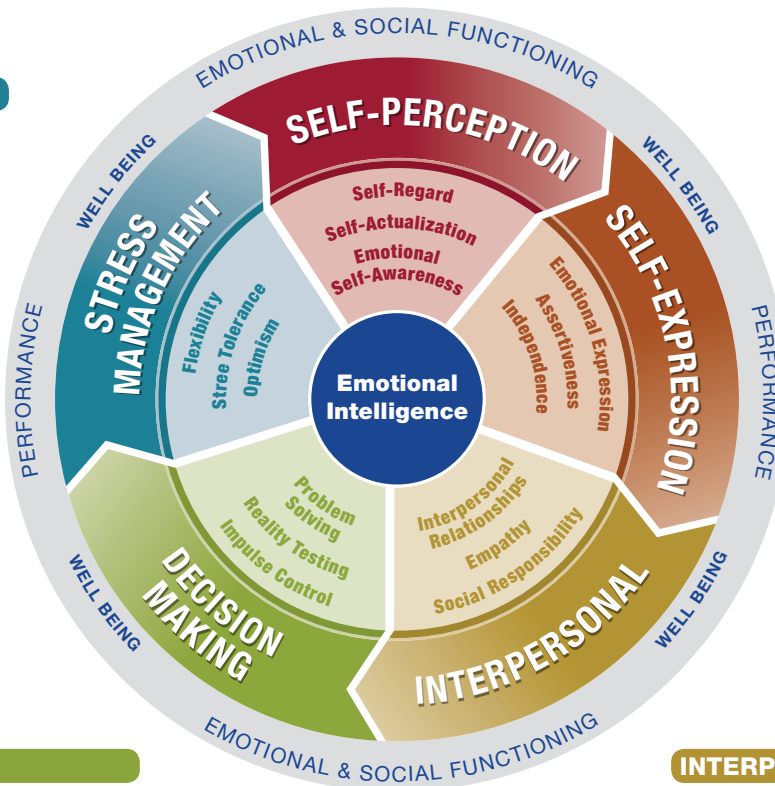 EMOTIONAL & SOCIAL FUNCTIONING
WELL BEING
WELL BEING
PERFORMANCE
PERFORMANCE
SELF-PERCEPTION
Self-Regard
Self-Actualization
Emotional
Self-Awareness
SELF-EXPRESSION
Emotional Expression
Assertiveness
Independence
STRESS
MANAGEMENT
Flexibility
Stree Tolerance
Optimism
Emotional
Intelligence
Interpersonal
Relationships
Empathy
Social Responsibility
INTERPERSONAL
Problem
Solving
Reality Testing
Impulse Control
DECISION
MAKING
WELL BEING
WELL BEING
EMOTIONAL & SOCIAL FUNCTIONING
INTERP